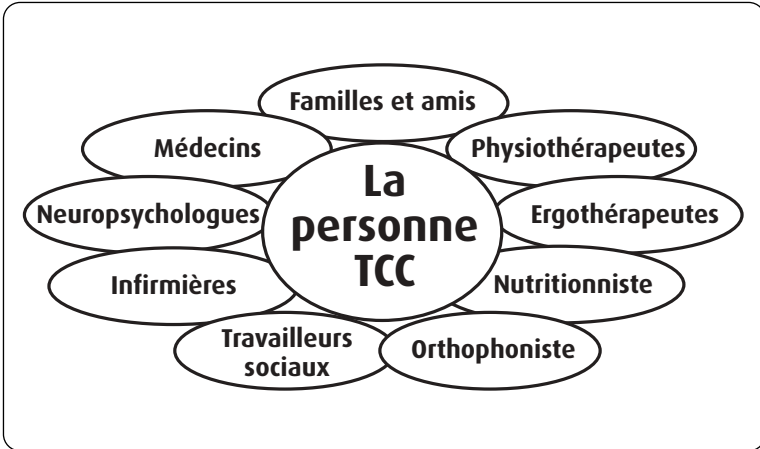 Familles et amis
Médecins
Physiothérapeutes
La
personne
TCC
Neuropsychologues
Ergothérapeutes
Infirmières
Nutritionniste
Travailleurs
sociaux
Orthophoniste